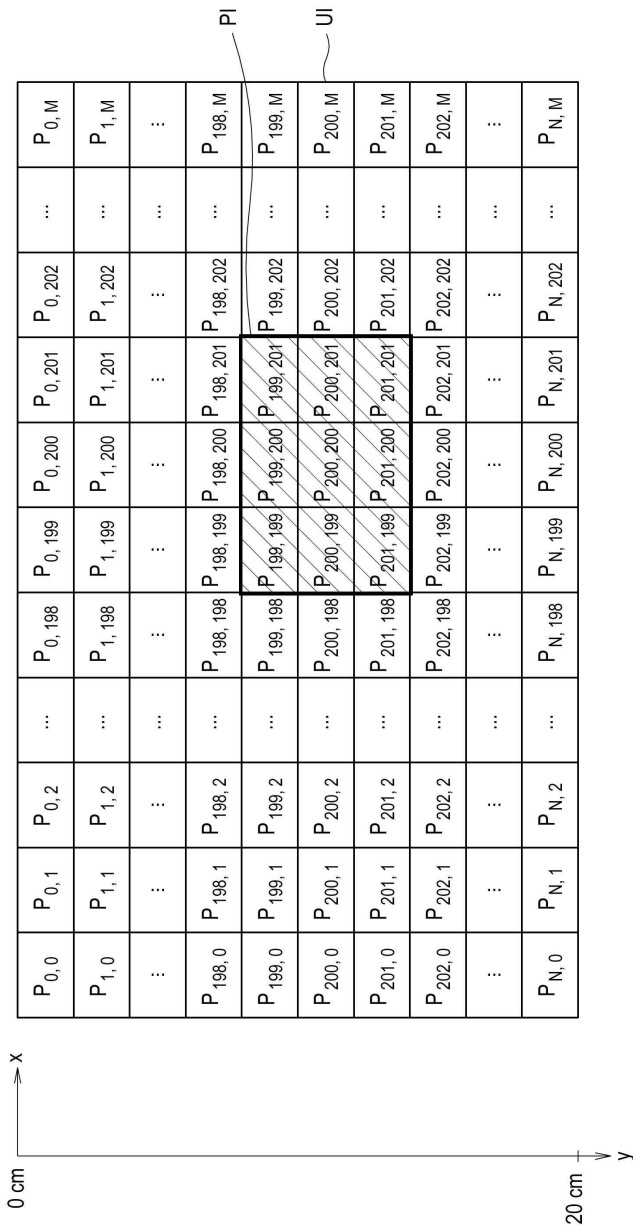 0 cm
x
P0, 0 P0, 1 P0, 2 ... P0, 198 P0, 199 P0, 200 P0, 201 P0, 202 ... P0, M
P1, 0 P1, 1 P1, 2 ... P1, 198 P1, 199 P1, 200 P1, 201 P1, 202 ... P1, M
... ... ... ... ... ... ... ... ...
P198, 0 P198, 1 P198, 2 ... P198, 198 P198, 199 P198, 200 P198, 201 P198, 202 ... P198, M
P199, 0 P199, 1 P199, 2 ... P199, 198 P199, 199 P199, 200 P199, 201 P199, 202 ... P199, M
P200, 0 P200, 1 P200, 2 ... P200, 198 P200, 199 P200, 200 P200, 201 P200, 202 ... P200, M
P201, 0 P201, 1 P201, 2 ... P201, 198 P201, 199 P201, 200 P201, 201 P201, 202 ... P201, M
P202, 0 P202, 1 P202, 2 ... P202, 198 P202, 199 P202, 200 P202, 201 P202, 202 ... P202, M
... ... ... ... ... ... ... ... ...
PN, 0 PN, 1 PN, 2 ... PN, 198 PN, 199 PN, 200 PN, 201 PN, 202 ... PN, M
20 cm
y
PI
UI